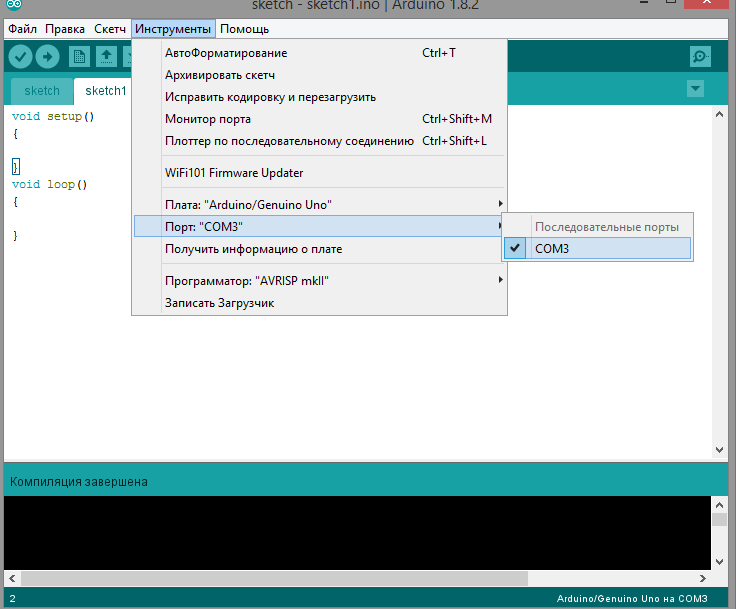 sketch - sketch1.ino | Arduino 1.8.2
Файл Правка Скетч Инструменты Помощь
АвтоФорматирование Ctrl+T
Архивировать скетч
Исправить кодировку и перезагрузить
Монитор порта Ctrl+Shift+M
Плоттер по последовательному соединению Ctrl+Shift+L
WiFi101 Firmware Updater
Плата: "Arduino/Genuino Uno"
Порт: "COM3"
Получить информацию о плате
Программатор: "AVRISP mkII"
Записать Загрузчик
Последовательные порты
COM3
sketch sketch1
void setup()
{
}
void loop()
{
}
Компиляция завершена
2 Arduino/Genuino Uno на COM3